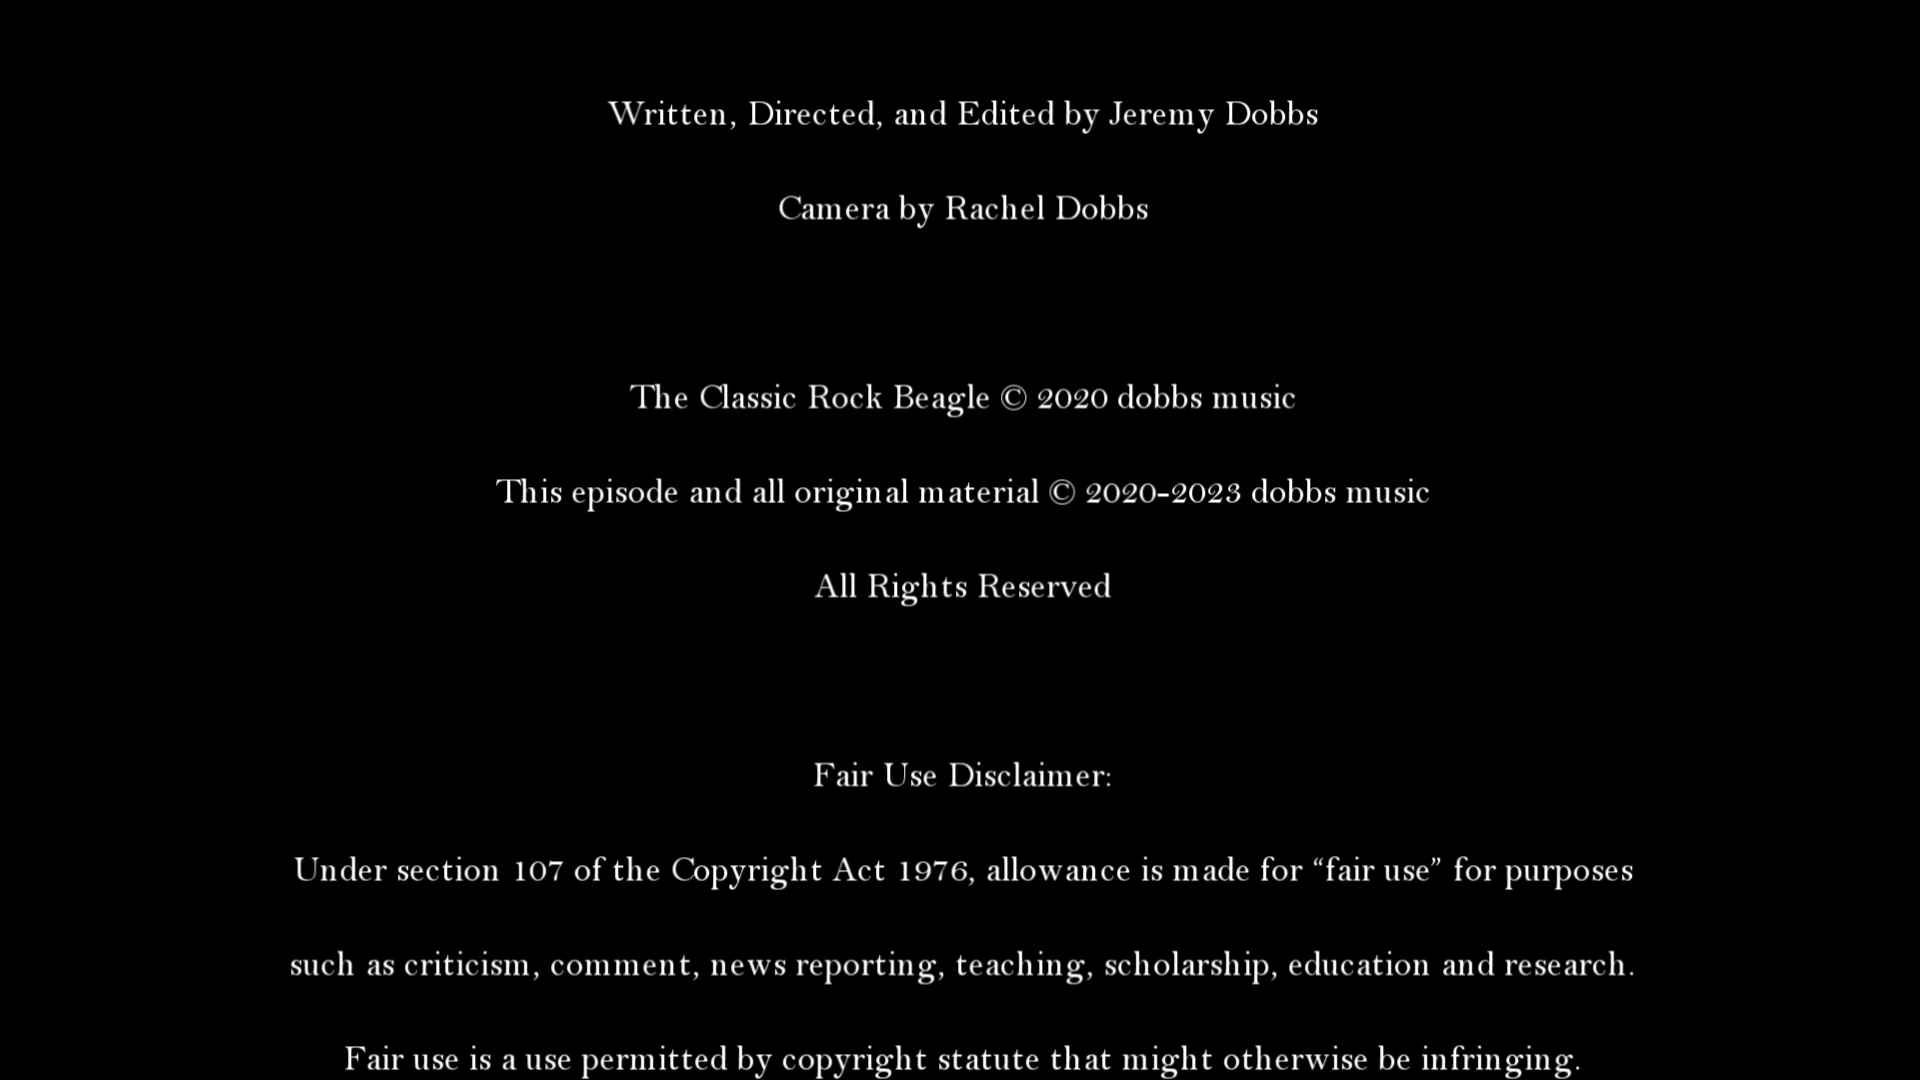 Written, Directed, and Edited by Jeremy Dobbs
Camera by Rachel Dobbs
The Classic Rock Beagle © 2020 dobbs music
This episode and all original material © 2020-2023 dobbs music
All Rights Reserved
Fair Use Disclaimer:
Under section 107 of the Copyright Act 1976, allowance is made for “fair use” for purposes
such as criticism, comment, news reporting, teaching, scholarship, education and research.
Fair use is a use permitted by copyright statute that might otherwise be infringing.